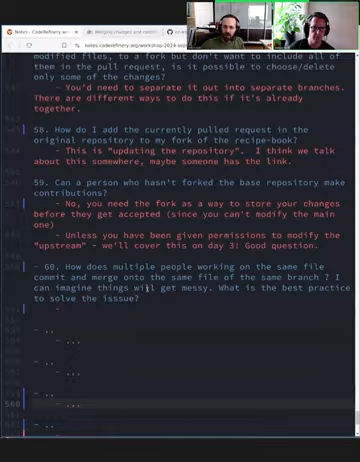 Notes - CodeRefinery
Merging changes and
notes.coderefinery.org/workshop-2024-sep
modified files, to a fork but don't want to include all of
them in the pull request, is it possible to choose/delete
only some of the changes?
- You'd need to separate it out into separate branches.
There are different ways to do this if it's already
together.
58. How do I add the currently pulled request in the
original repository to my fork of the recipe-book?
- This is "updating the repository". I think we talk
about this somewhere, maybe someone has the link.
59. Can a person who hasn't forked the base repository make
contributions?
- No, you need the fork as a way to store your changes
before they get accepted (since you can't modify the main
one)
- Unless you have been given permissions to modify the
"upstream" - we'll cover this on day 3! Good question.
- 60. How does multiple people working on the same file
commit and merge onto the same file of the same branch ? I
can imagine things will get messy. What is the best practice
to solve the isssue?
-
- ..
- ...
- ..
- ...
- ..
560
- ...
- ..